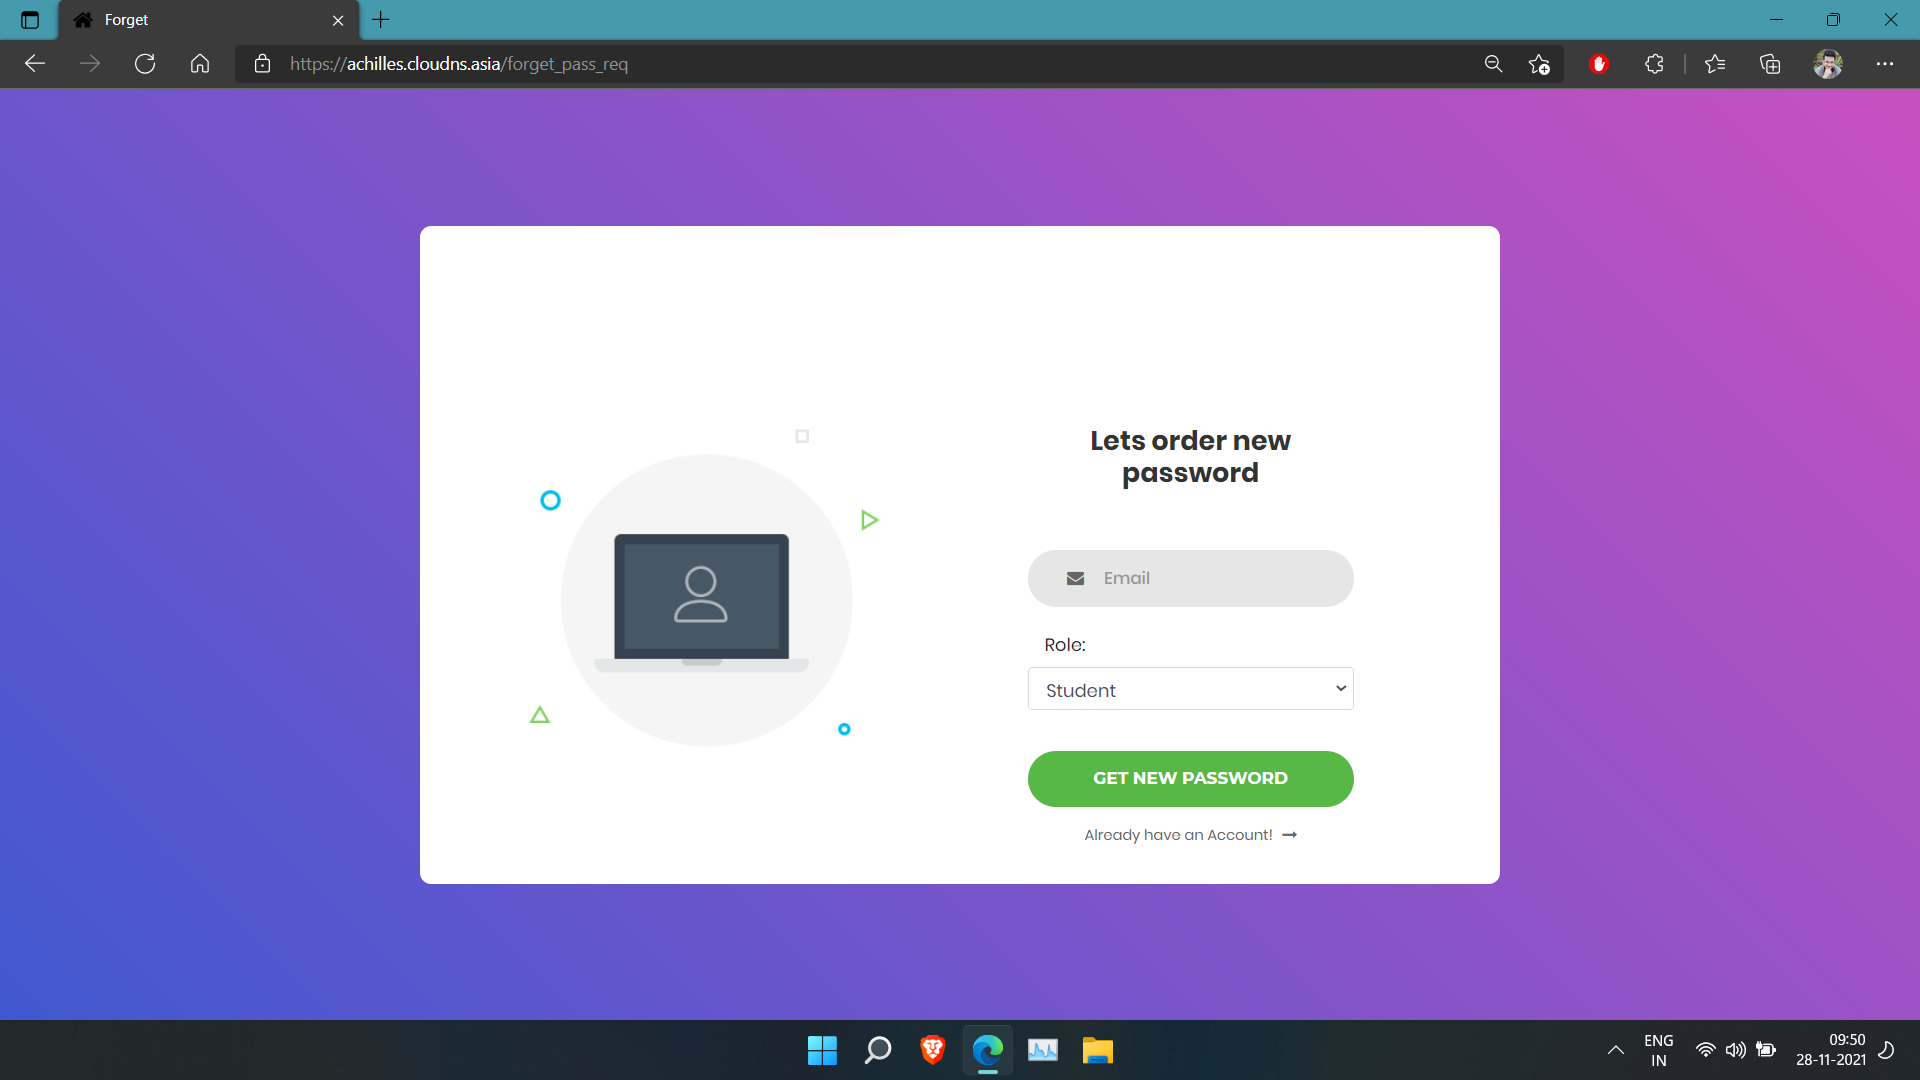 Forget
https://achilles.cloudns.asia/forget_pass_req
Lets order new
password
Email
Role:
Student
GET NEW PASSWORD
Already have an Account!
ENG
IN
09:50
28-11-2021